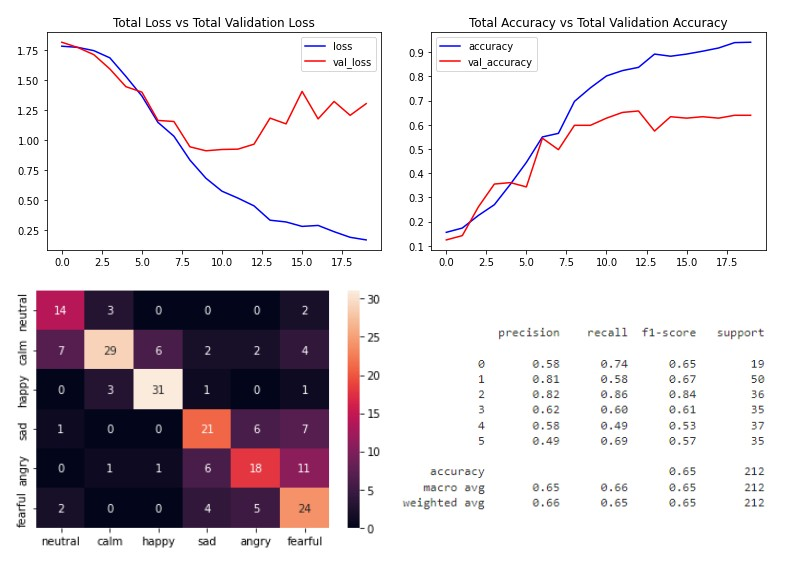 Total Loss vs Total Validation Loss
loss
val_loss
1.75
1.50
1.25
1.00
0.75
0.50
0.25
0.0 2.5 5.0 7.5 10.0 12.5 15.0 17.5
Total Accuracy vs Total Validation Accuracy
accuracy
val_accuracy
0.9
0.8
0.7
0.6
0.5
0.4
0.3
0.2
0.1
0.0 2.5 5.0 7.5 10.0 12.5 15.0 17.5
neutral 14 3 0 0 0 2
calm 7 29 6 2 2 4
happy 0 3 31 1 0 1
sad 1 0 0 21 6 7
angry 0 1 1 6 18 11
fearful 2 0 0 4 5 24
neutral calm happy sad angry fearful
30
25
20
15
10
5
0
precision recall f1-score support
0 0.58 0.74 0.65 19
1 0.81 0.58 0.67 50
2 0.82 0.86 0.84 36
3 0.62 0.60 0.61 35
4 0.58 0.49 0.53 37
5 0.49 0.69 0.57 35
accuracy 0.65 212
macro avg 0.65 0.66 0.65 212
weighted avg 0.66 0.65 0.65 212